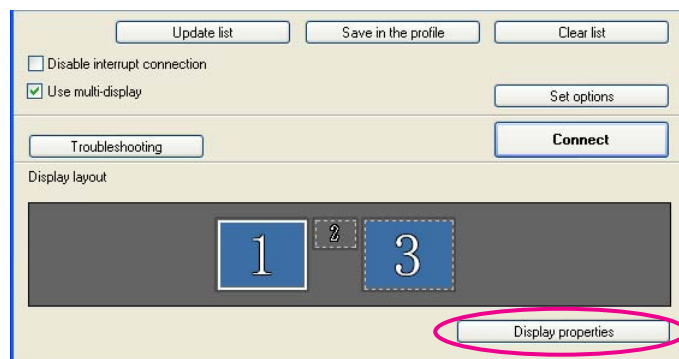 Update list Save in the profile Clear list
Disable interrupt connection
Use multi-display
Set options
Troubleshooting Connect
Display layout
1 2 3
Display properties